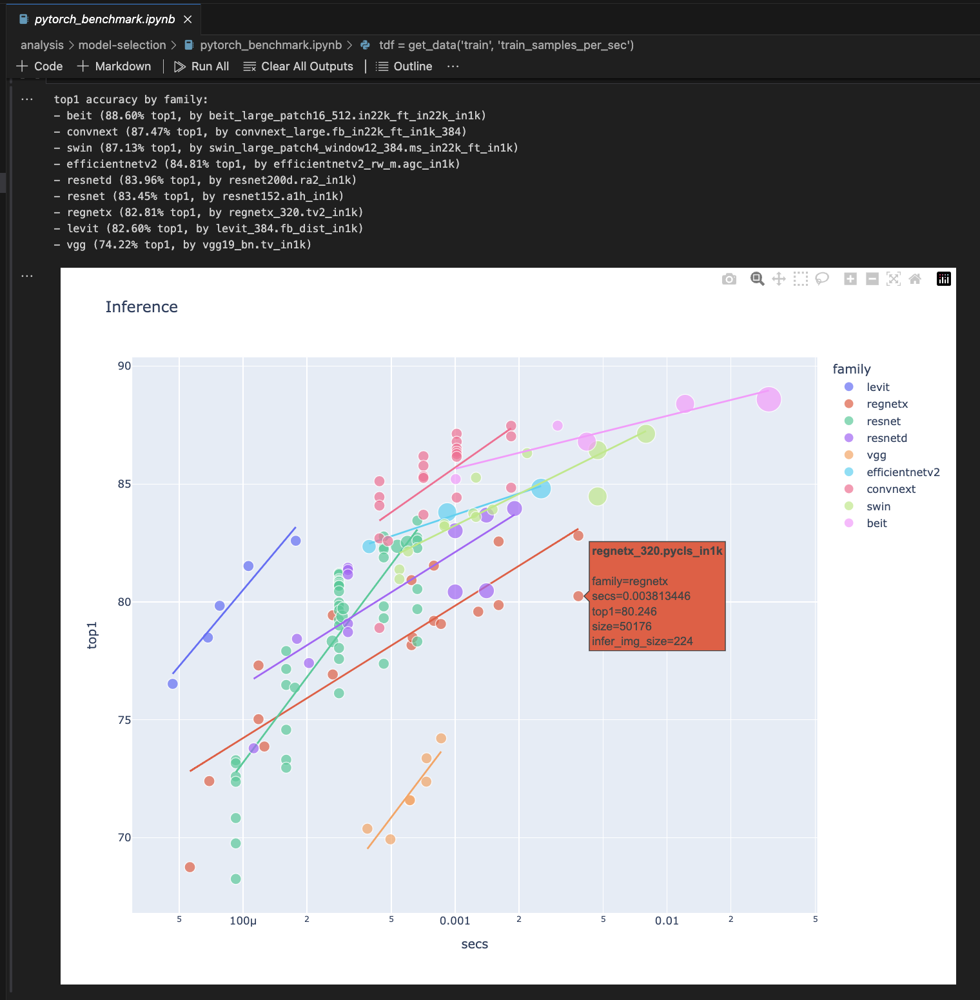 pytorch_benchmark.ipynb
analysis > model-selection > pytorch_benchmark.ipynb > tdf = get_data('train', 'train_samples_per_sec')
+ Code + Markdown | Run All Clear All Outputs | Outline ...
... top1 accuracy by family:
- beit (88.60% top1, by beit_large_patch16_512.in22k_ft_in22k_in1k)
- convnext (87.47% top1, by convnext_large.fb_in22k_ft_in1k_384)
- swin (87.13% top1, by swin_large_patch4_window12_384.ms_in22k_ft_in1k)
- efficientnetv2 (84.81% top1, by efficientnetv2_rw_m.agc_in1k)
- resnetd (83.96% top1, by resnet200d.ra2_in1k)
- resnet (83.45% top1, by resnet152.a1h_in1k)
- regnetx (82.81% top1, by regnetx_320.tv2_in1k)
- levit (82.60% top1, by levit_384.fb_dist_in1k)
- vgg (74.22% top1, by vgg19_bn.tv_in1k)
...
Inference
90
85
80
75
70
top1
5 100μ 2 5 0.001 2 5 0.01 2 5
secs
family
levit
regnetx
resnet
resnetd
vgg
efficientnetv2
convnext
swin
beit
regnetx_320.pycls_in1k
family=regnetx
secs=0.003813446
top1=80.246
size=50176
infer_img_size=224